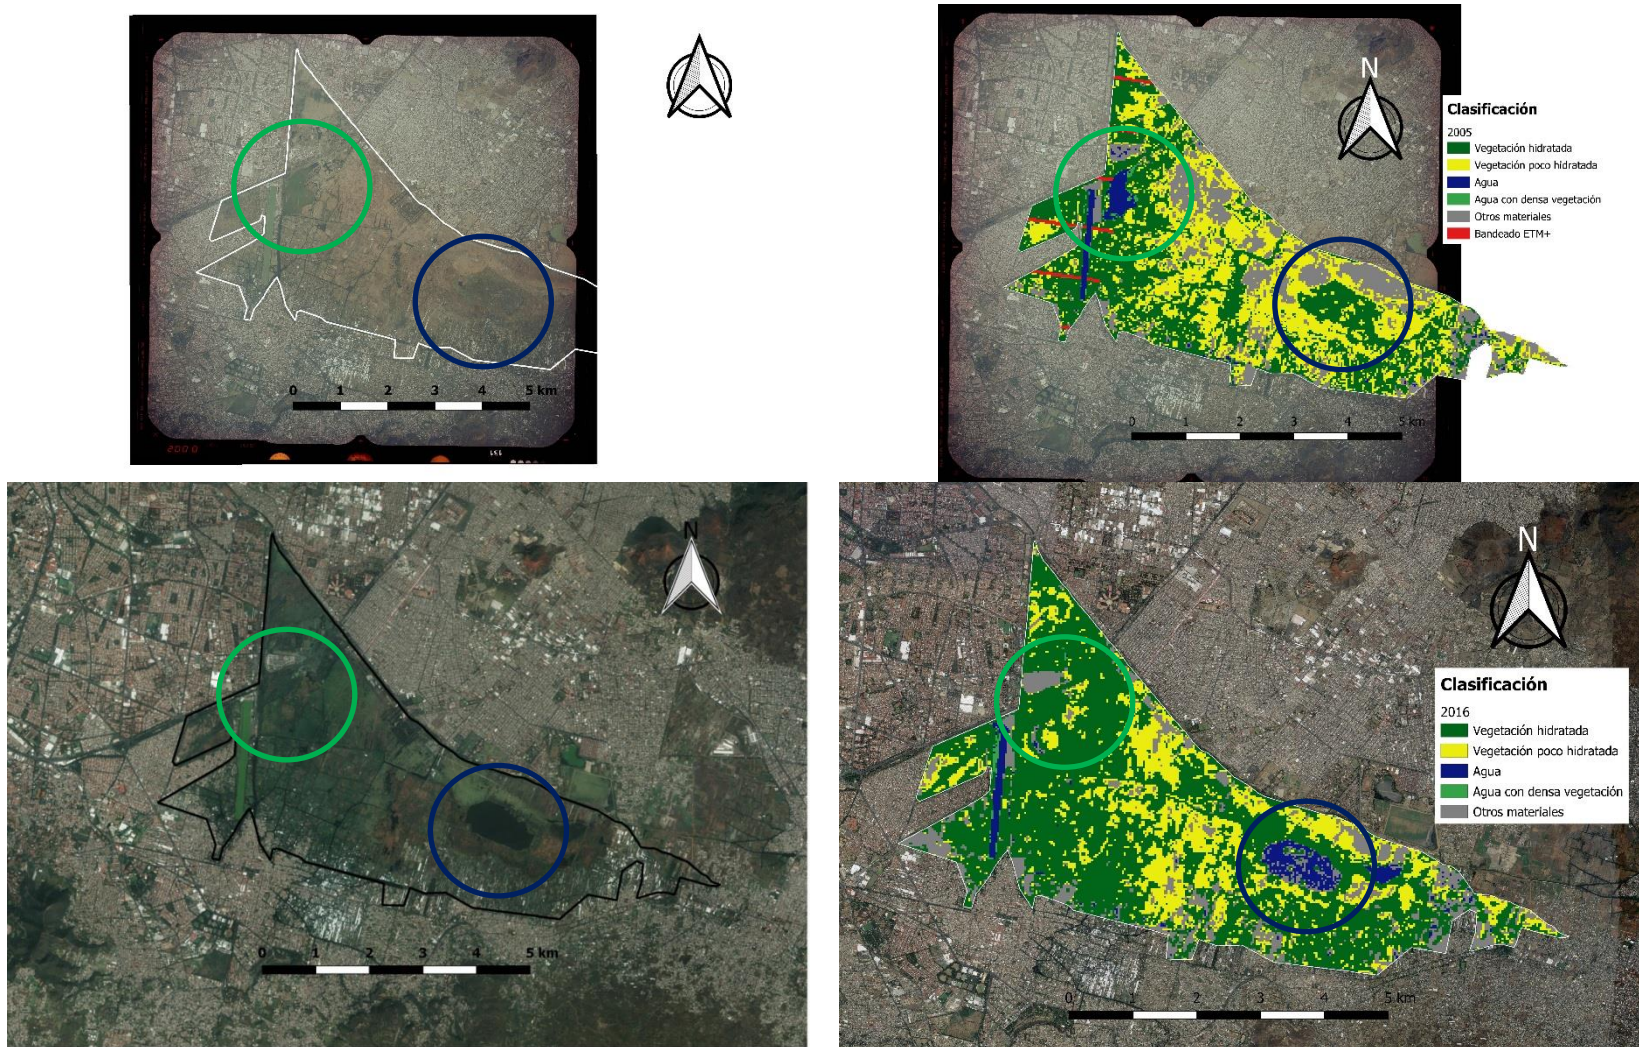 0 1 2 3 4 5 km
N
Clasificación
2005
Vegetación hidratada
Vegetación poco hidratada
Agua
Agua con densa vegetación
Otros materiales
Bandeado ETM+
0 1 2 3 4 5 km
N
0 1 2 3 4 5 km
N
Clasificación
2016
Vegetación hidratada
Vegetación poco hidratada
Agua
Agua con densa vegetación
Otros materiales
0 1 2 3 4 5 km